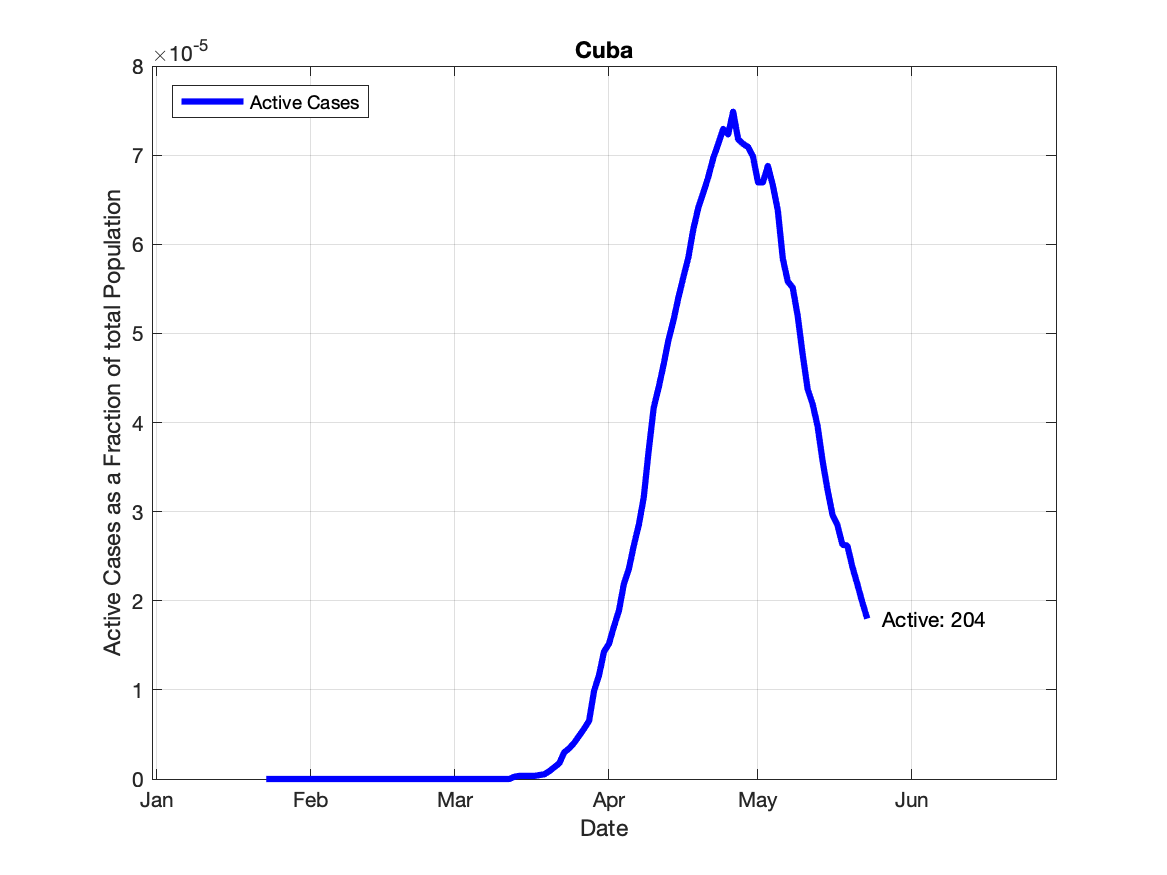 Cuba
×10-5
8
7
6
5
4
3
2
1
0
Active Cases as a Fraction of total Population
Active Cases
Active: 204
Jan Feb Mar Apr May Jun
Date